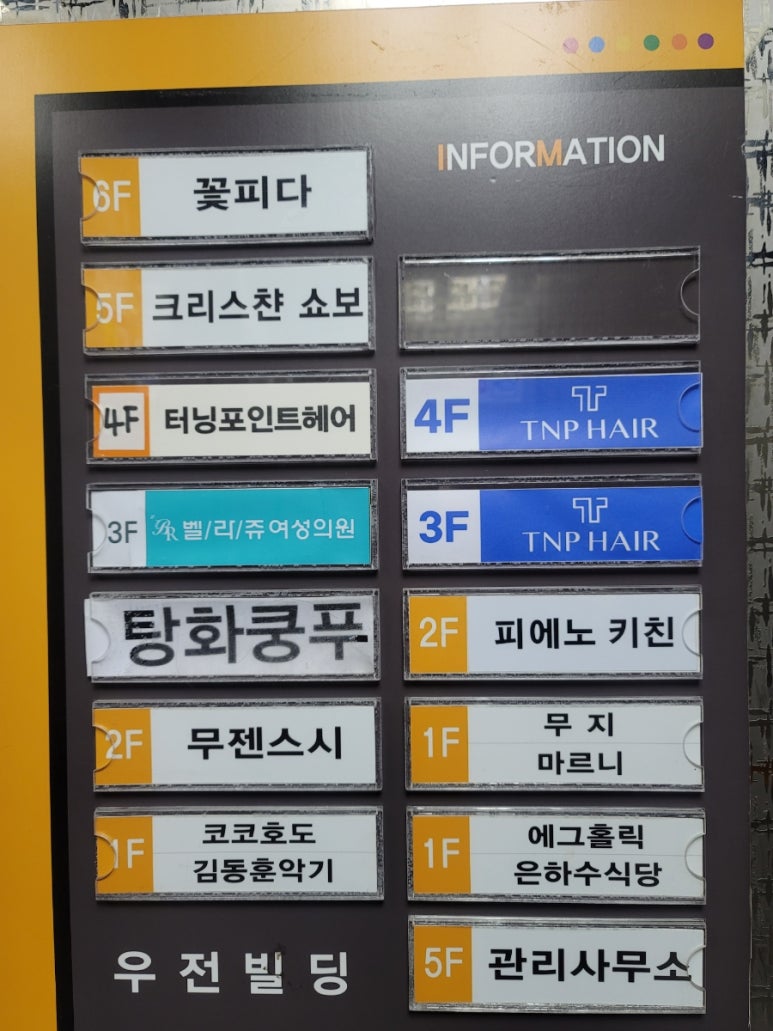 INFORMATION
6F 꽃피다
5F 크리스챤 쇼보
4F 터닝포인트헤어
4F TNP HAIR
3F 벨/라/쥬여성의원
3F TNP HAIR
탕화쿵푸
2F 피에노 키친
2F 무젠스시
1F 무 지
마르니
1F 코코호도
김동훈악기
1F 에그홀릭
은하수식당
5F 관리사무소
우전빌딩